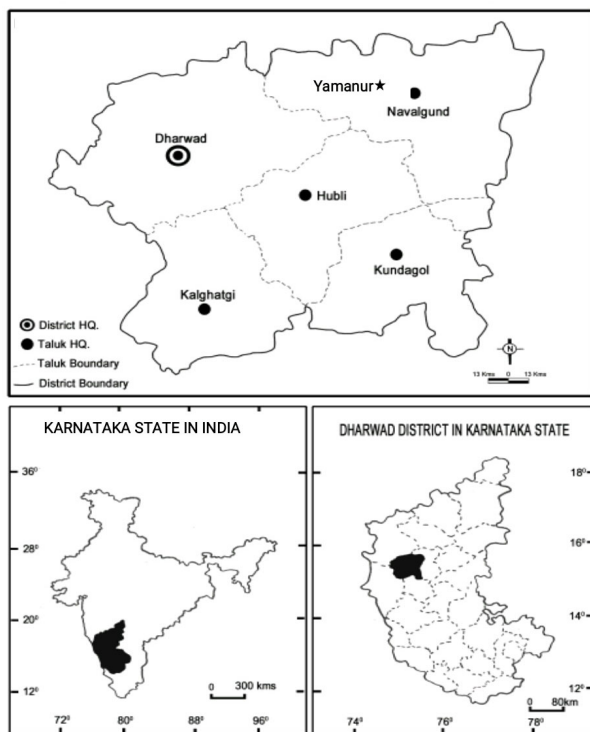 Yamanur★
Navalgund
Dharwad
Hubli
Kundagol
Kalghatgi
District HQ.
Taluk HQ.
Taluk Boundary
District Boundary
N
13 Kms 0 13 Kms
KARNATAKA STATE IN INDIA
36⁰
28⁰
20⁰
12⁰
0 300 kms
72⁰ 80⁰ 88⁰ 96⁰
DHARWAD DISTRICT IN KARNATAKA STATE
18⁰
16⁰
14⁰
12⁰
0 80km
74⁰ 76⁰ 78⁰